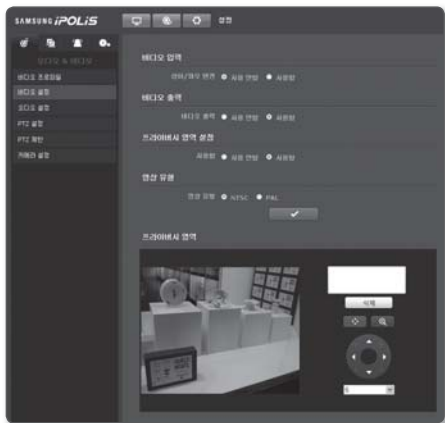 SAMSUNG iPOLiS
설정
비디오 & 오디오
비디오 프로파일
비디오 설정
오디오 설정
PTZ 설정
카메라 설정
비디오 입력
상하/좌우 반전 사용 안함 사용함
비디오 출력
비디오 출력 사용 안함 사용함
프라이버시 영역 설정
사용함 사용 안함 사용함
영상 유형
영상 유형 NTSC PAL
프라이버시 영역
삭제